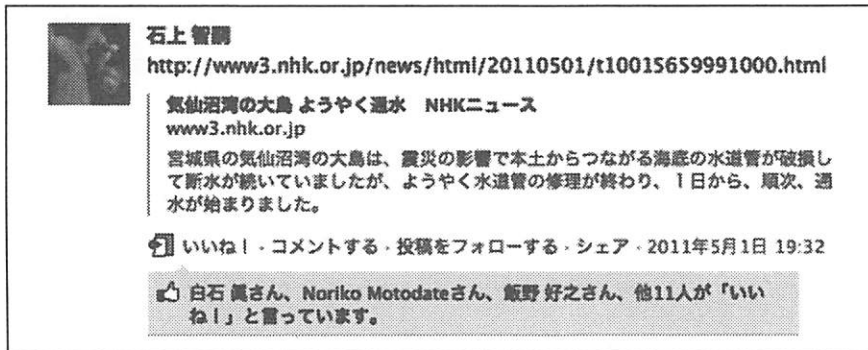 石上 智嗣
http://www3.nhk.or.jp/news/html/20110501/t10015659991000.html
気仙沼湾の大島 ようやく通水 NHKニュース
www3.nhk.or.jp
宮城県の気仙沼湾の大島は、震災の影響で本土からつながる海底の水道管が破損し
て断水が続いていましたが、ようやく水道管の修理が終わり、1日から、順次、通
水が始まりました。
いいね!・コメントする・投稿をフォローする・シェア・2011年5月1日 19:32
白石 眞さん、Noriko Motodateさん、飯野 好之さん、他11人が「いい
ね!」と言っています。